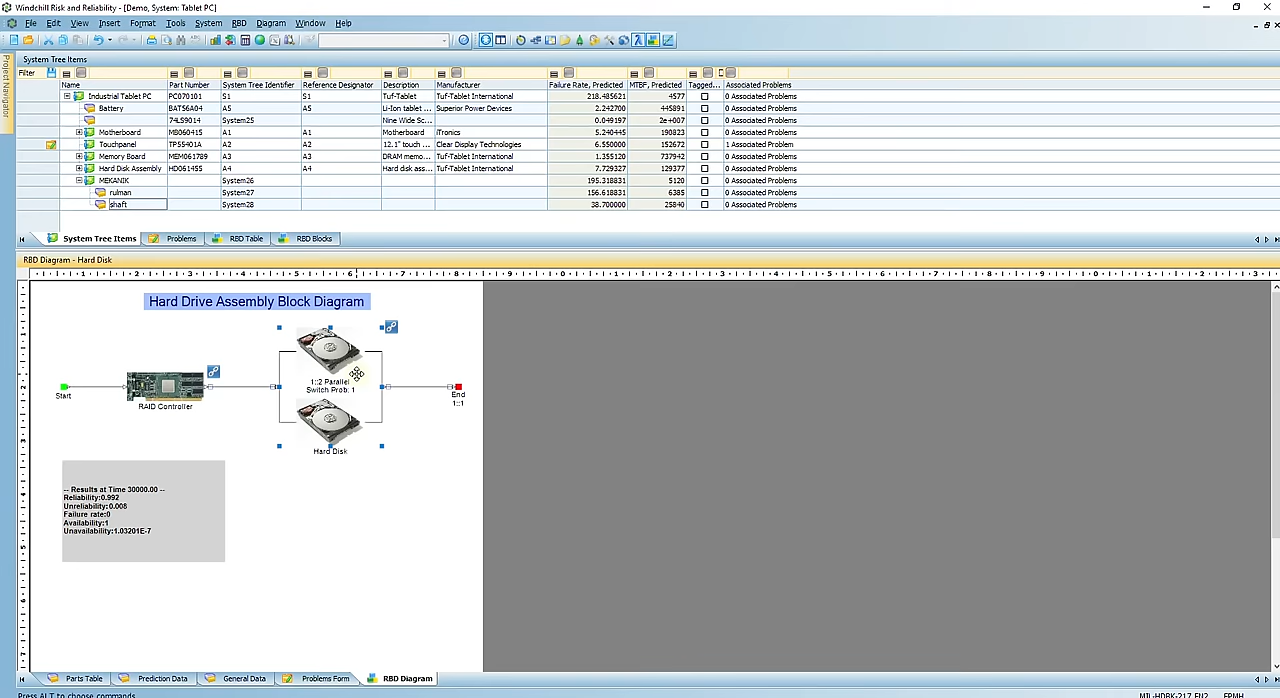 Windchill Risk and Reliability - [Demo, System: Tablet PC]
File Edit View Insert Format Tools System RBD Diagram Window Help
Project Navigator
System Tree Items
Filter
Name Part Number System Tree Identifier Reference Designator Description Manufacturer Failure Rate, Predicted MTBF, Predicted Tagged... Associated Problems
Industrial Tablet PC PC070101 S1 S1 Tuf-Tablet Tuf-Tablet International 218.485621 4577 0 Associated Problems
Battery BAT56A04 A5 A5 Li-Ion tablet ... Superior Power Devices 2.242700 445891 0 Associated Problems
74LS9014 System25 Nine Wide Sc... 0.049197 2e+007 0 Associated Problems
Motherboard MB060415 A1 A1 Motherboard iTronics 5.240445 190823 0 Associated Problems
Touchpanel TP55401A A2 A2 12.1" touch ... Clear Display Technologies 6.550000 152672 1 Associated Problem
Memory Board MEM061789 A3 A3 DRAM memo... Tuf-Tablet International 1.355120 737942 0 Associated Problems
Hard Disk Assembly HD061455 A4 A4 Hard disk ass... Tuf-Tablet International 7.729327 129377 0 Associated Problems
MEKANIK System26 195.318831 5120 0 Associated Problems
rulman System27 156.618831 6385 0 Associated Problems
shaft System28 38.700000 25840 0 Associated Problems
System Tree Items Problems RBD Table RBD Blocks
RBD Diagram - Hard Disk
Hard Drive Assembly Block Diagram
1::2 Parallel
Switch Prob: 1
Start
RAID Controller
End
1::1
Hard Disk
-- Results at Time 30000.00 --
Reliability:0.992
Unreliability:0.008
Failure rate:0
Availability:1
Unavailability:1.03201E-7
Parts Table Prediction Data General Data Problems Form RBD Diagram
Press ALT to choose commands
MIL-HDBK-217 FN2 FPMH